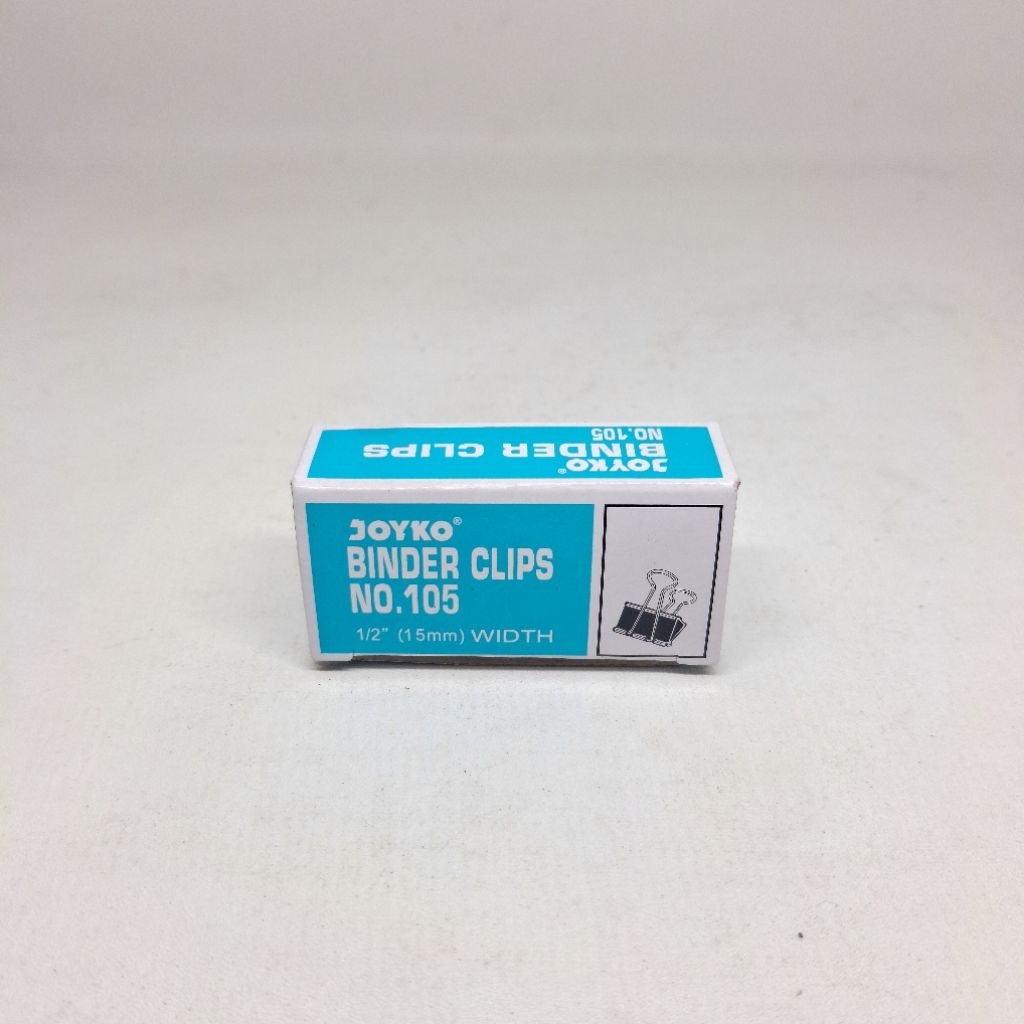 JOYKO®
BINDER CLIPS
NO.105
JOYKO®
BINDER CLIPS
NO.105
1/2" (15mm) WIDTH